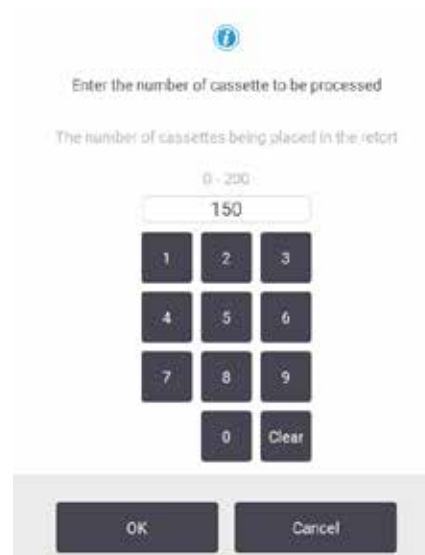 i
Enter the number of cassette to be processed
The number of cassettes being placed in the retort
0 - 200
150
1 2 3
4 5 6
7 8 9
0 Clear
OK Cancel